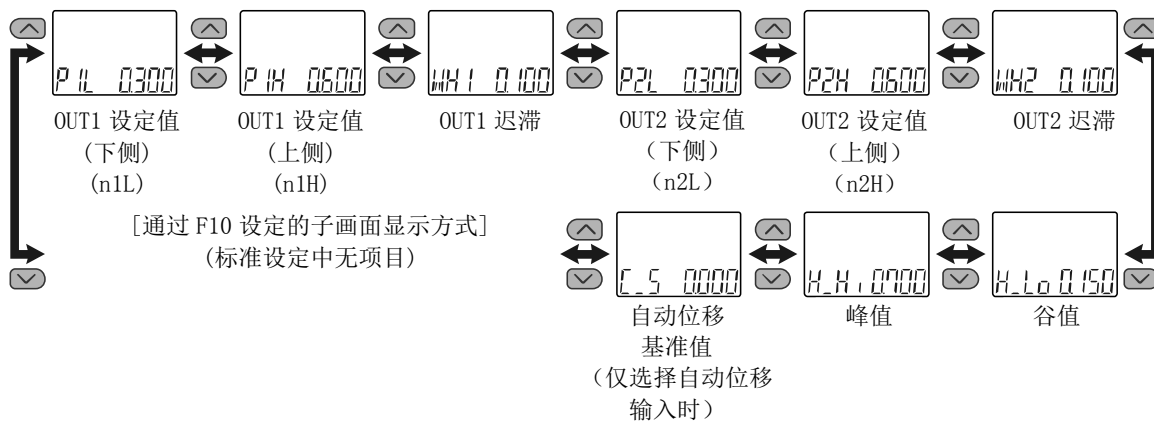 P1L 0.300
P1H 0.600
WH1 0.100
P2L 0.300
P2H 0.600
WH2 0.100
OUT1 设定值
(下侧)
(n1L)
OUT1 设定值
(上侧)
(n1H)
OUT1 迟滞
OUT2 设定值
(下侧)
(n2L)
OUT2 设定值
(上侧)
(n2H)
OUT2 迟滞
[通过 F10 设定的子画面显示方式]
(标准设定中无项目)
C_S 0.000
H_Hi 0.700
H_Lo 0.150
自动位移
基准值
(仅选择自动位移
输入时)
峰值
谷值